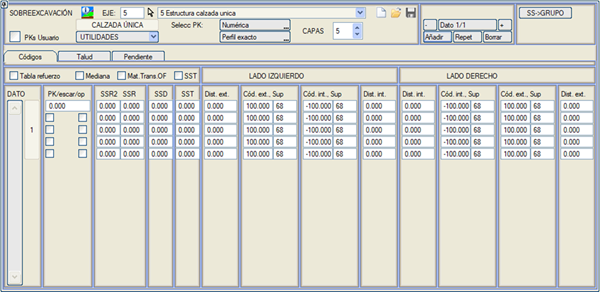 SOBREEXCAVACIÓN EJE: 5 5 Estructura calzada unica
CALZADA ÚNICA Selecc PK: Numérica ... CAPAS 5 - Dato 1/1 + SS->GRUPO
PKs Usuario UTILIDADES Perfil exacto ... Añadir Repet Borrar
Códigos Talud Pendiente
Tabla refuerzo Mediana Mat.Trans.OF SST LADO IZQUIERDO LADO DERECHO
DATO PK/escar/op SSR2 SSR SSD SST Dist. ext. Cód. ext., Sup Cód. int., Sup Dist. int. Dist. int. Cód. int., Sup Cód. ext., Sup Dist. ext.
0.000 0.000 0.000 0.000 0.000 0.000 100.000 68 -100.000 68 0.000 0.000 -100.000 68 100.000 68 0.000
1 0.000 0.000 0.000 0.000 0.000 100.000 68 -100.000 68 0.000 0.000 -100.000 68 100.000 68 0.000
0.000 0.000 0.000 0.000 0.000 100.000 68 -100.000 68 0.000 0.000 -100.000 68 100.000 68 0.000
0.000 0.000 0.000 0.000 0.000 100.000 68 -100.000 68 0.000 0.000 -100.000 68 100.000 68 0.000
0.000 0.000 0.000 0.000 0.000 100.000 68 -100.000 68 0.000 0.000 -100.000 68 100.000 68 0.000